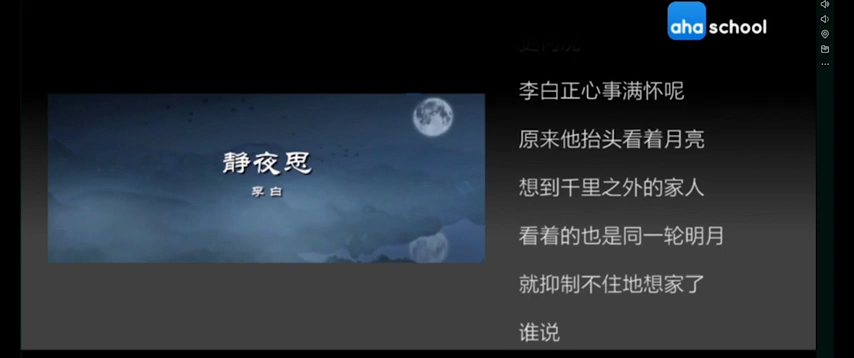 aha school
静夜思
李白
李白正心事满怀呢
原来他抬头看着月亮
想到千里之外的家人
看着的也是同一轮明月
就抑制不住地想家了
谁说